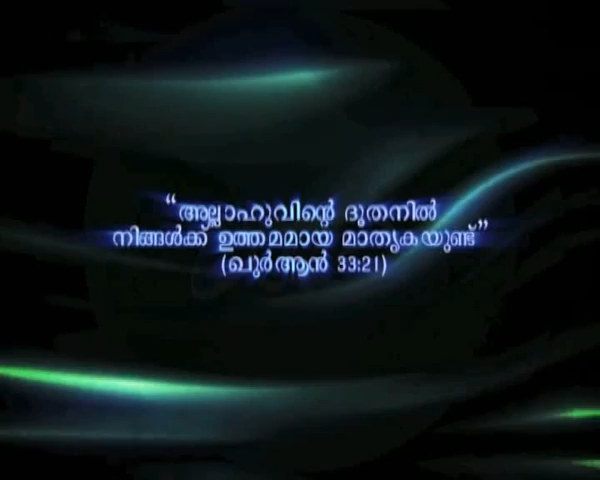 “അല്ലാഹുവിന്റെ ദൂതനിൽ
നിങ്ങൾക്ക് ഉത്തമമായ മാതൃകയുണ്ട്”
(ഖുർആൻ 33:21)